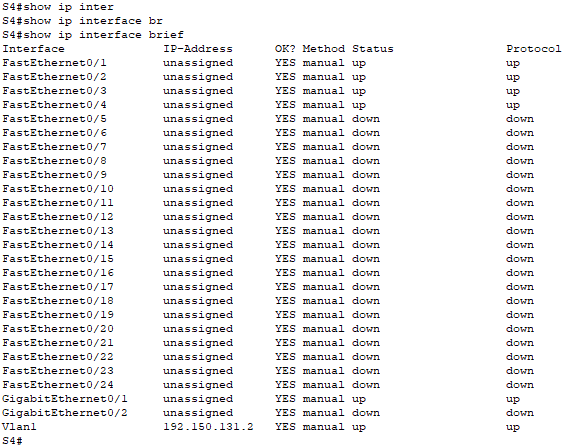 S4#show ip inter
S4#show ip interface br
S4#show ip interface brief
Interface IP-Address OK? Method Status Protocol
FastEthernet0/1 unassigned YES manual up up
FastEthernet0/2 unassigned YES manual up up
FastEthernet0/3 unassigned YES manual up up
FastEthernet0/4 unassigned YES manual up up
FastEthernet0/5 unassigned YES manual down down
FastEthernet0/6 unassigned YES manual down down
FastEthernet0/7 unassigned YES manual down down
FastEthernet0/8 unassigned YES manual down down
FastEthernet0/9 unassigned YES manual down down
FastEthernet0/10 unassigned YES manual down down
FastEthernet0/11 unassigned YES manual down down
FastEthernet0/12 unassigned YES manual down down
FastEthernet0/13 unassigned YES manual down down
FastEthernet0/14 unassigned YES manual down down
FastEthernet0/15 unassigned YES manual down down
FastEthernet0/16 unassigned YES manual down down
FastEthernet0/17 unassigned YES manual down down
FastEthernet0/18 unassigned YES manual down down
FastEthernet0/19 unassigned YES manual down down
FastEthernet0/20 unassigned YES manual down down
FastEthernet0/21 unassigned YES manual down down
FastEthernet0/22 unassigned YES manual down down
FastEthernet0/23 unassigned YES manual down down
FastEthernet0/24 unassigned YES manual down down
GigabitEthernet0/1 unassigned YES manual up up
GigabitEthernet0/2 unassigned YES manual down down
Vlan1 192.150.131.2 YES manual up up
S4#